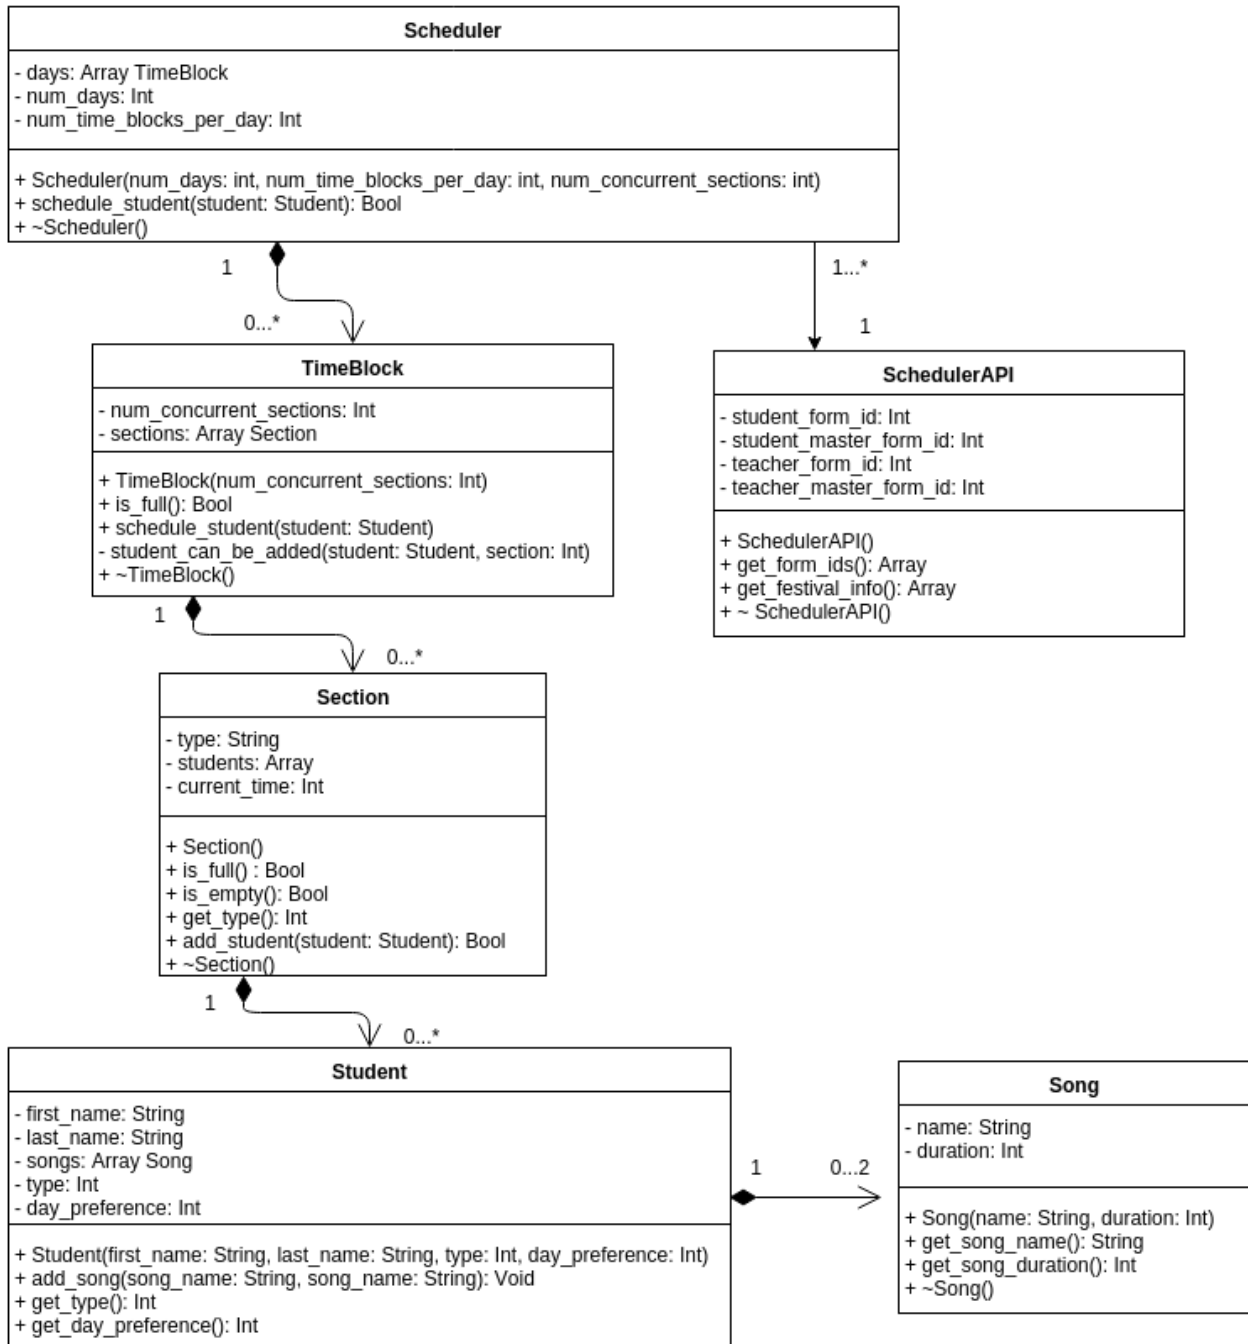 Scheduler
- days: Array TimeBlock
- num_days: Int
- num_time_blocks_per_day: Int
+ Scheduler(num_days: int, num_time_blocks_per_day: int, num_concurrent_sections: int)
+ schedule_student(student: Student): Bool
+ ~Scheduler()
1
0...*
1...*
1
TimeBlock
- num_concurrent_sections: Int
- sections: Array Section
+ TimeBlock(num_concurrent_sections: Int)
+ is_full(): Bool
+ schedule_student(student: Student)
- student_can_be_added(student: Student, section: Int)
+ ~TimeBlock()
SchedulerAPI
- student_form_id: Int
- student_master_form_id: Int
- teacher_form_id: Int
- teacher_master_form_id: Int
+ SchedulerAPI()
+ get_form_ids(): Array
+ get_festival_info(): Array
+ ~ SchedulerAPI()
1
0...*
Section
- type: String
- students: Array
- current_time: Int
+ Section()
+ is_full() : Bool
+ is_empty(): Bool
+ get_type(): Int
+ add_student(student: Student): Bool
+ ~Section()
1
0...*
Student
- first_name: String
- last_name: String
- songs: Array Song
- type: Int
- day_preference: Int
+ Student(first_name: String, last_name: String, type: Int, day_preference: Int)
+ add_song(song_name: String, song_name: String): Void
+ get_type(): Int
+ get_day_preference(): Int
1
0...2
Song
- name: String
- duration: Int
+ Song(name: String, duration: Int)
+ get_song_name(): String
+ get_song_duration(): Int
+ ~Song()